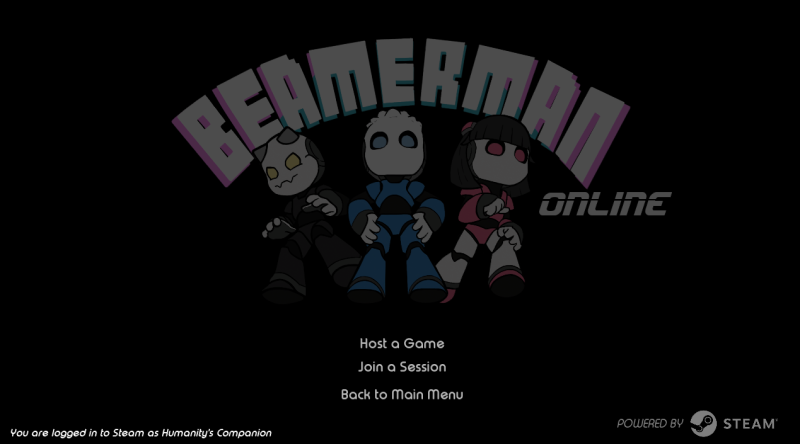 BEAMERMAN
ONLINE
Host a Game
Join a Session
Back to Main Menu
You are logged in to Steam as Humanity's Companion
POWERED BY STEAM